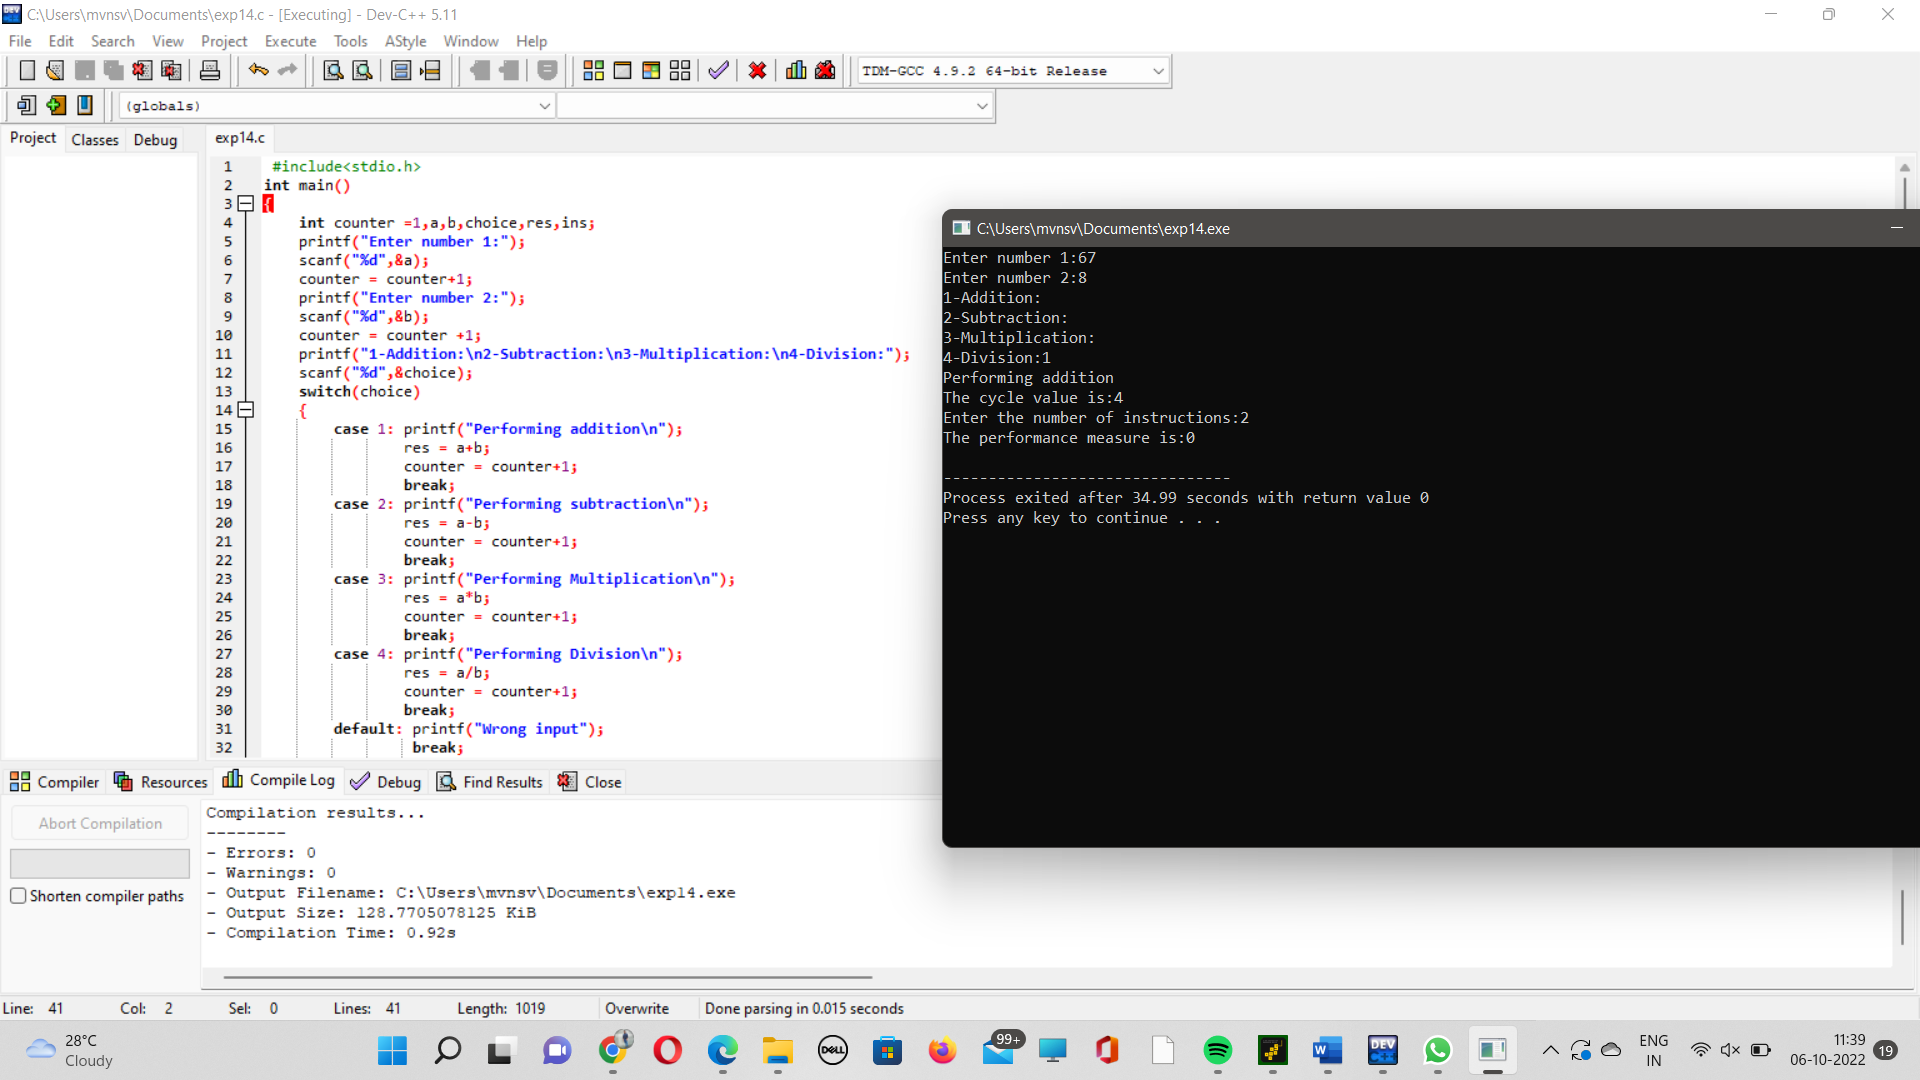 C:\Users\mvnsv\Documents\exp14.c - [Executing] - Dev-C++ 5.11
File Edit Search View Project Execute Tools AStyle Window Help
TDM-GCC 4.9.2 64-bit Release
(globals)
Project Classes Debug
exp14.c
1 #include<stdio.h>
2 int main()
3 {
4 int counter =1,a,b,choice,res,ins;
5 printf("Enter number 1:");
6 scanf("%d",&a);
7 counter = counter+1;
8 printf("Enter number 2:");
9 scanf("%d",&b);
10 counter = counter +1;
11 printf("1-Addition:\n2-Subtraction:\n3-Multiplication:\n4-Division:");
12 scanf("%d",&choice);
13 switch(choice)
14 {
15 case 1: printf("Performing addition\n");
16 res = a+b;
17 counter = counter+1;
18 break;
19 case 2: printf("Performing subtraction\n");
20 res = a-b;
21 counter = counter+1;
22 break;
23 case 3: printf("Performing Multiplication\n");
24 res = a*b;
25 counter = counter+1;
26 break;
27 case 4: printf("Performing Division\n");
28 res = a/b;
29 counter = counter+1;
30 break;
31 default: printf("Wrong input");
32 break;
C:\Users\mvnsv\Documents\exp14.exe
Enter number 1:67
Enter number 2:8
1-Addition:
2-Subtraction:
3-Multiplication:
4-Division:1
Performing addition
The cycle value is:4
Enter the number of instructions:2
The performance measure is:0
--------------------------------
Process exited after 34.99 seconds with return value 0
Press any key to continue . . .
Compiler Resources Compile Log Debug Find Results Close
Abort Compilation
Shorten compiler paths
Compilation results...
--------
- Errors: 0
- Warnings: 0
- Output Filename: C:\Users\mvnsv\Documents\exp14.exe
- Output Size: 128.7705078125 KiB
- Compilation Time: 0.92s
Line: 41 Col: 2 Sel: 0 Lines: 41 Length: 1019 Overwrite Done parsing in 0.015 seconds
28°C
Cloudy
DELL
99+
DEV
ENG
IN
11:39
06-10-2022
19